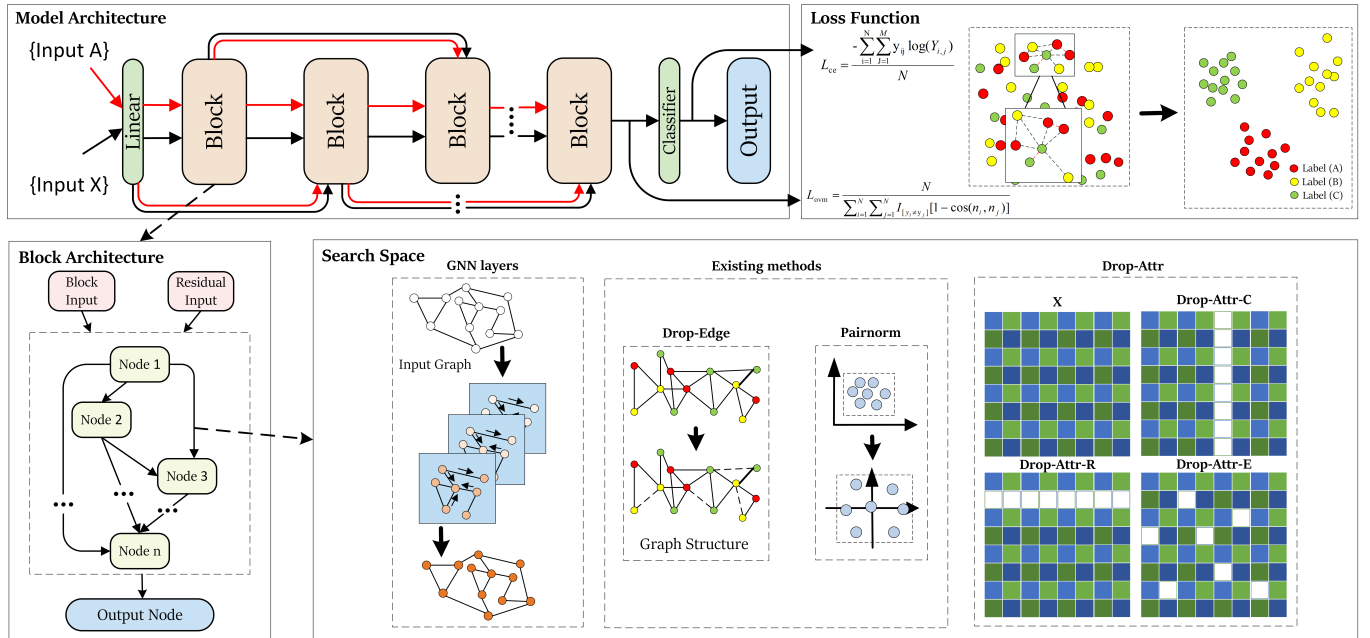 Model Architecture
{Input A}
{Input X}
Linear
Block
Block
Block
Block
Classifier
Output
Loss Function
L_ce = -∑_{i=1}^{N}∑_{J=1}^{M} y_ij log(Y_{i,j}) / N
L_ovm = N / ∑_{i=1}^{N}∑_{j=1}^{N} I_{[y_i≠y_j]}[1-cos(n_i, n_j)]
Label (A)
Label (B)
Label (C)
Block Architecture
Block
Input
Residual
Input
Node 1
Node 2
Node 3
Node n
Output Node
Search Space
GNN layers
Input Graph
Existing methods
Drop-Edge
Graph Structure
Pairnorm
Drop-Attr
X
Drop-Attr-C
Drop-Attr-R
Drop-Attr-E